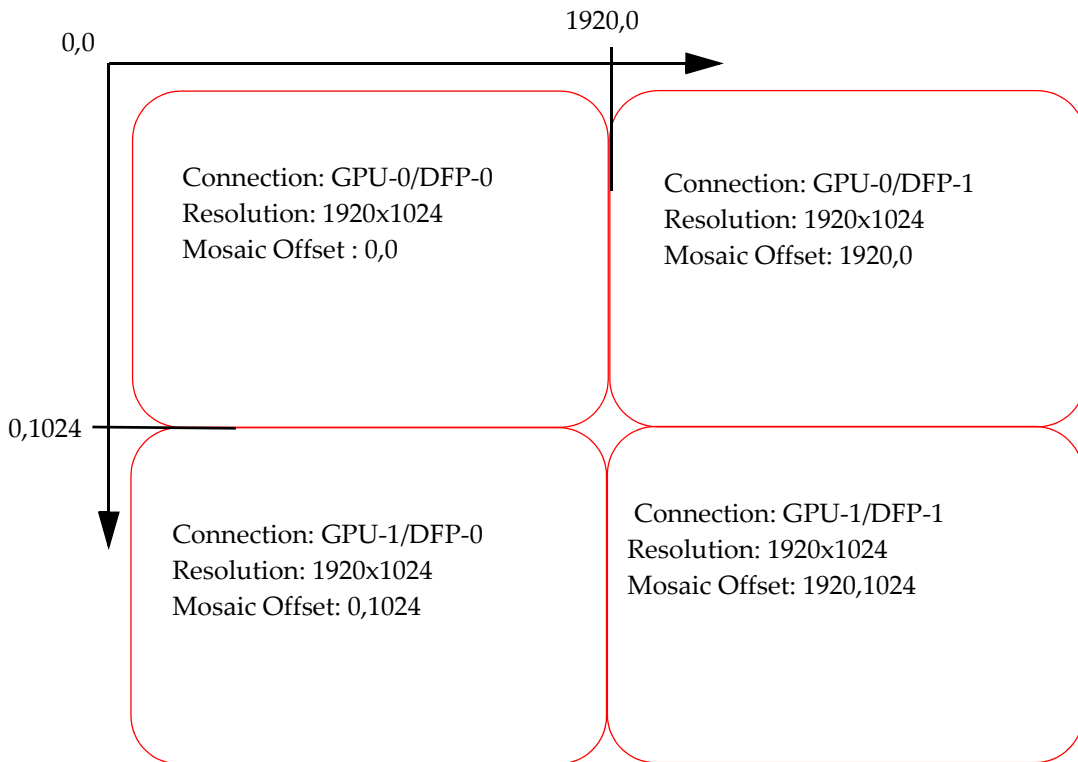 1920,0
0,0
Connection: GPU-0/DFP-0
Resolution: 1920x1024
Mosaic Offset : 0,0
Connection: GPU-0/DFP-1
Resolution: 1920x1024
Mosaic Offset: 1920,0
0,1024
Connection: GPU-1/DFP-0
Resolution: 1920x1024
Mosaic Offset: 0,1024
Connection: GPU-1/DFP-1
Resolution: 1920x1024
Mosaic Offset: 1920,1024